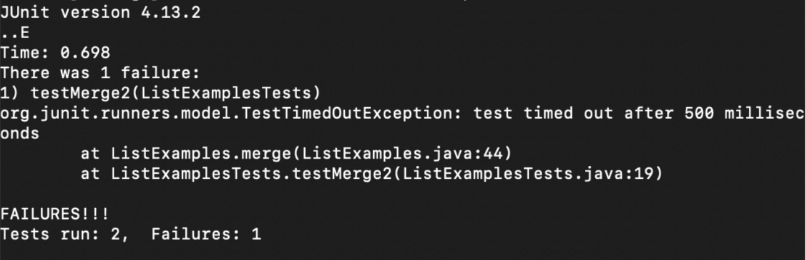 JUnit version 4.13.2
..E
Time: 0.698
There was 1 failure:
1) testMerge2(ListExamplesTests)
org.junit.runners.model.TestTimedOutException: test timed out after 500 millisec
onds
        at ListExamples.merge(ListExamples.java:44)
        at ListExamplesTests.testMerge2(ListExamplesTests.java:19)

FAILURES!!!
Tests run: 2,  Failures: 1